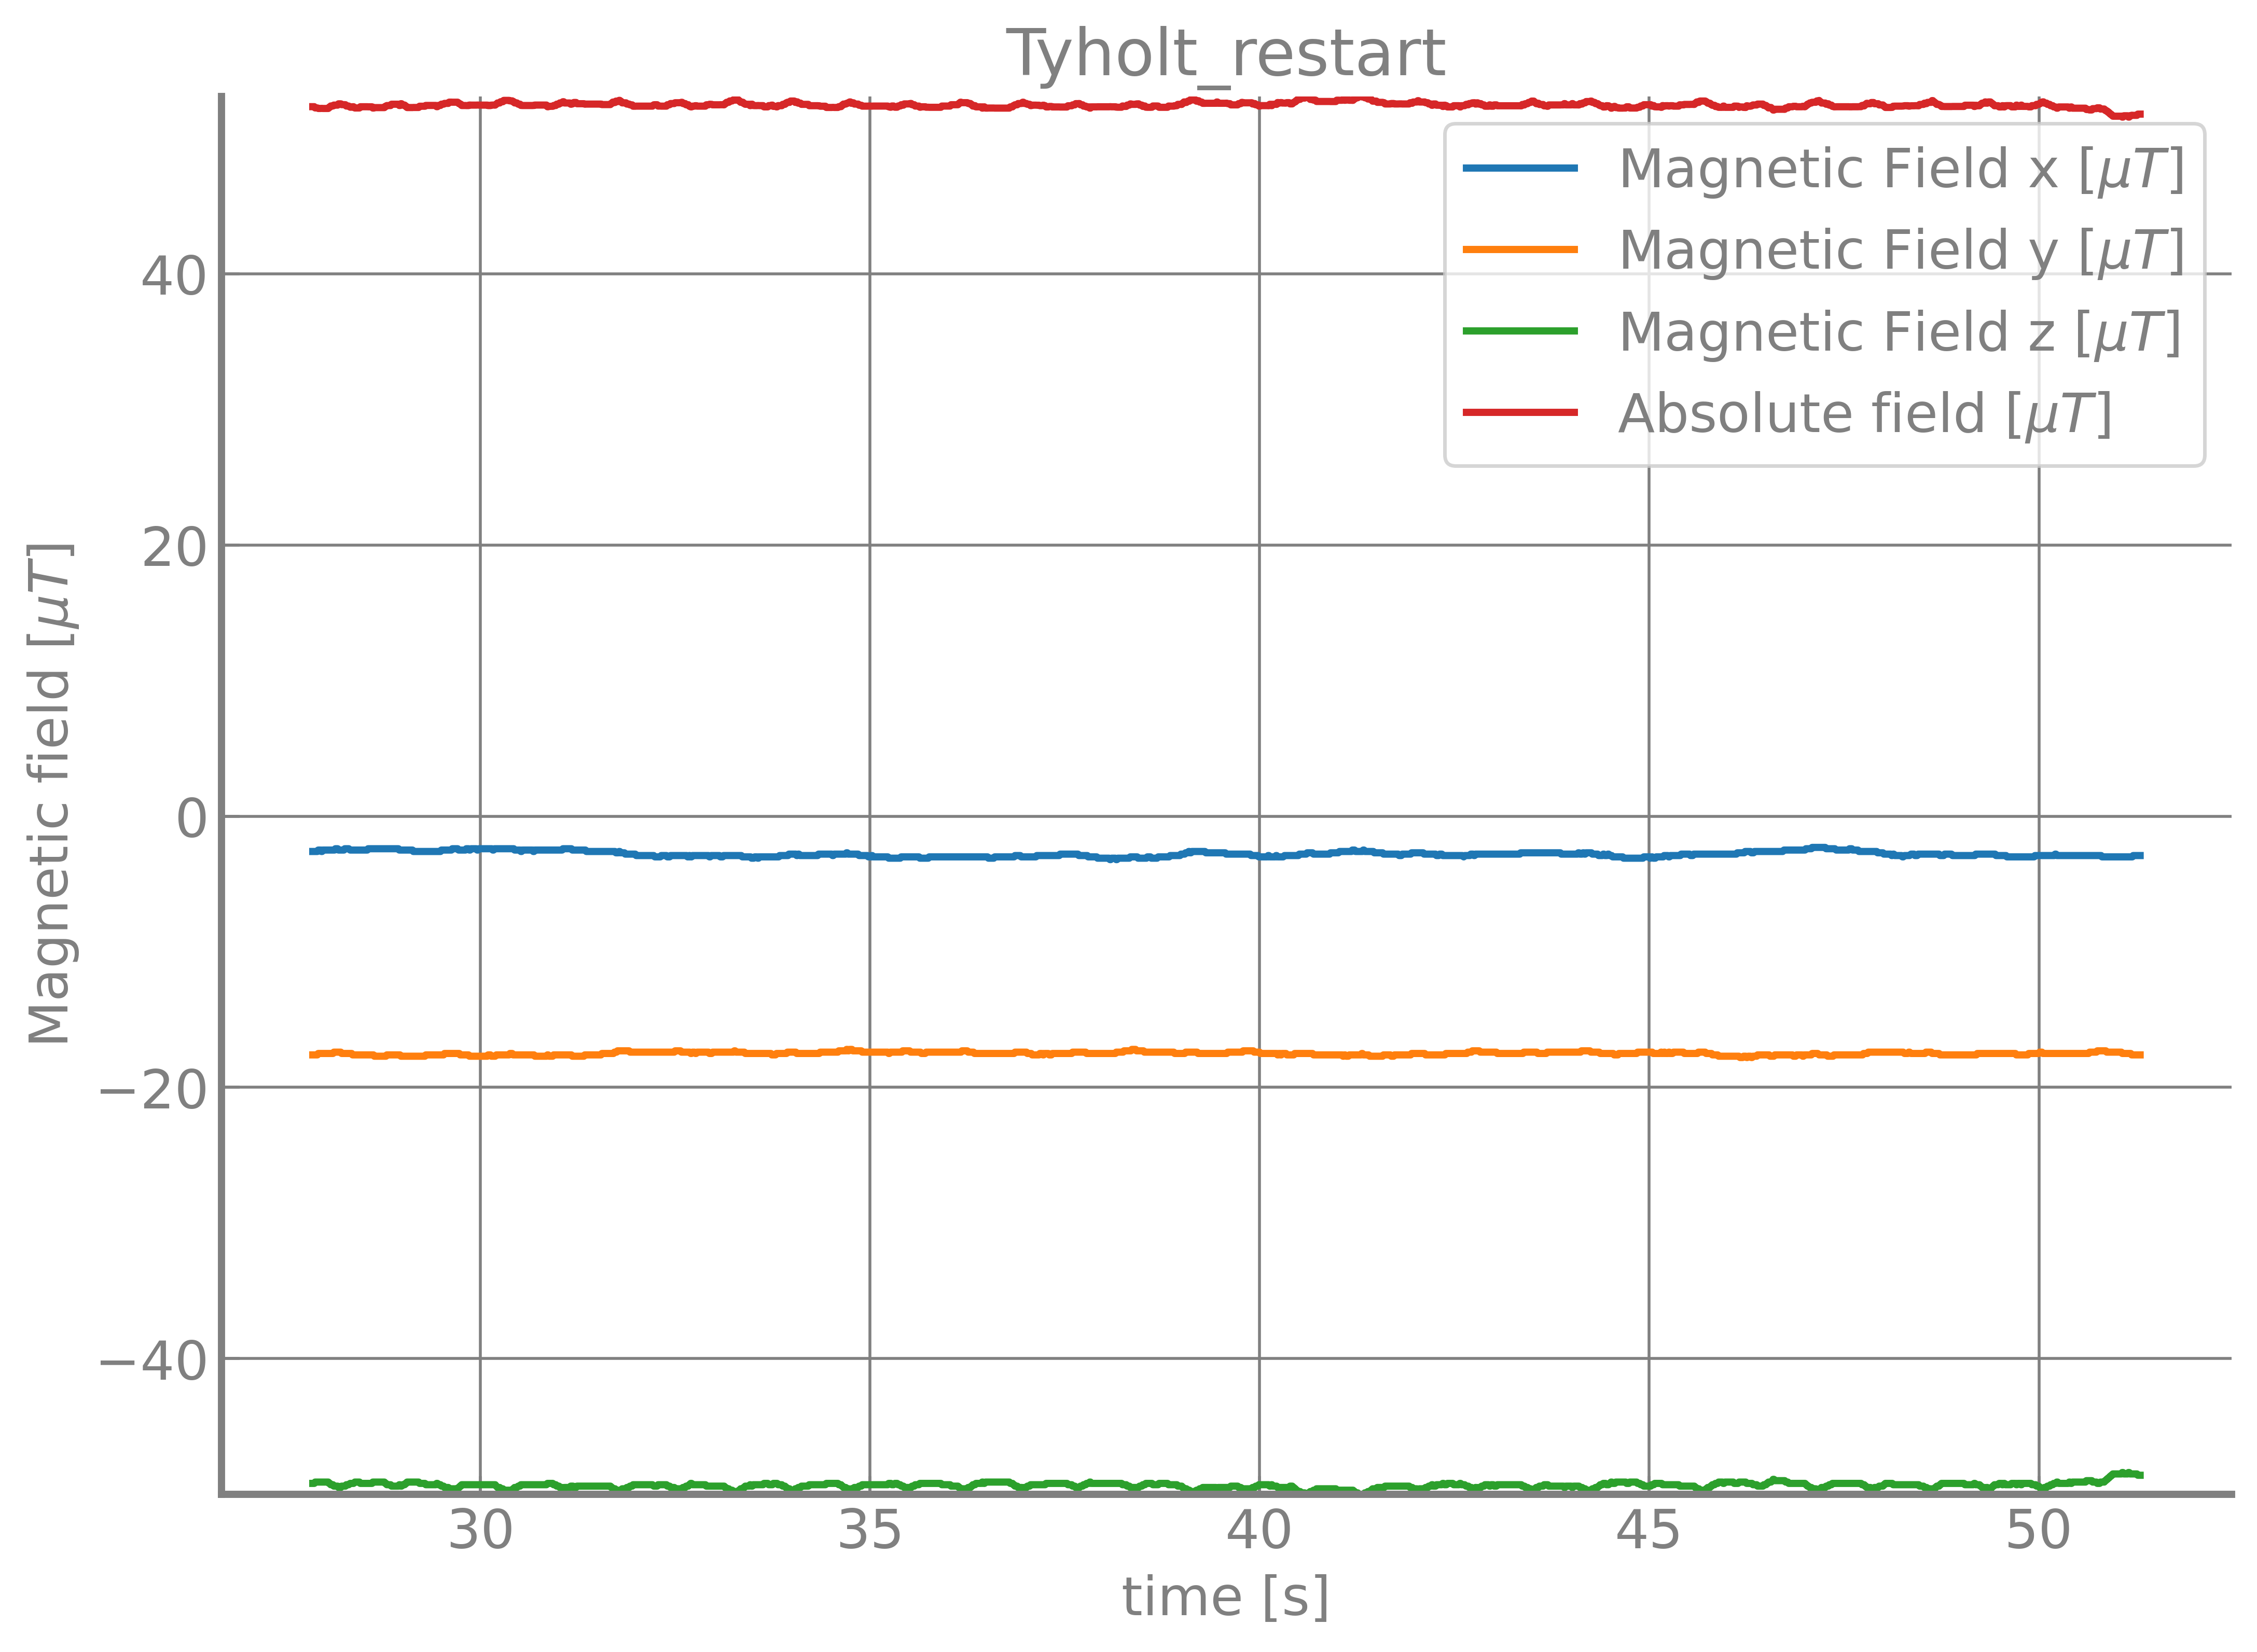 Tyholt_restart
Magnetic Field x [μT]
Magnetic Field y [μT]
Magnetic Field z [μT]
Absolute field [μT]
Magnetic field [μT]
40
20
0
−20
−40
30 35 40 45 50
time [s]